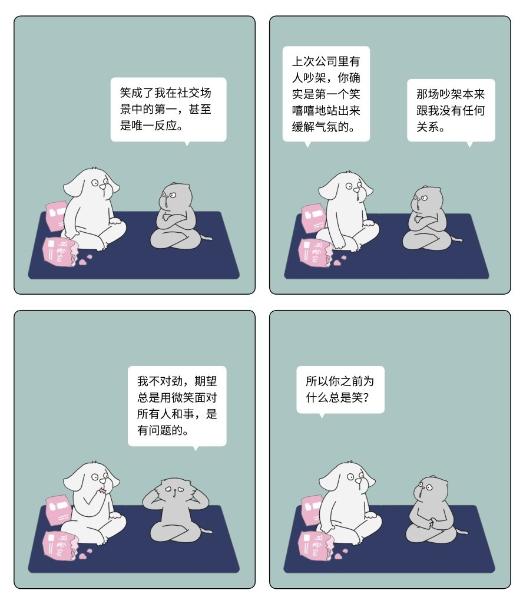 笑成了我在社交场
景中的第一，甚至
是唯一反应。
上次公司里有
人吵架，你确
实是第一个笑
嘻嘻地站出来
缓解气氛的。
那场吵架本来
跟我没有任何
关系。
我不对劲，期望
总是用微笑面对
所有人和事，是
有问题的。
所以你之前为
什么总是笑？